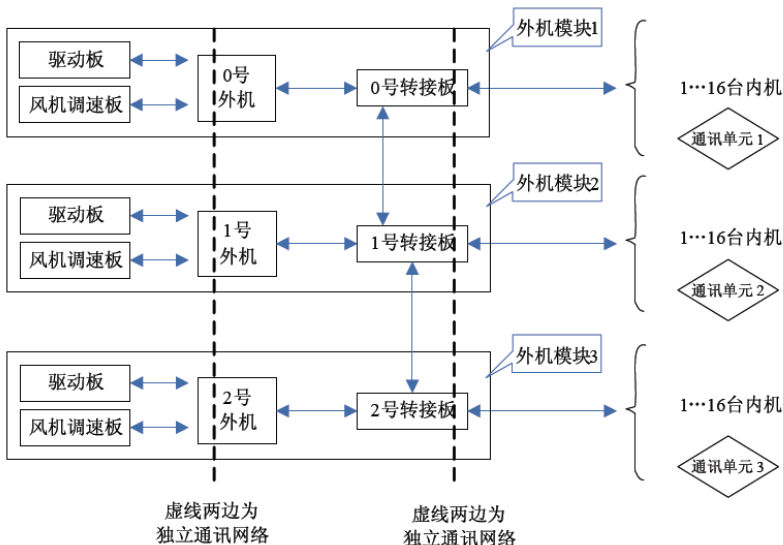 外机模块1
驱动板
风机调速板
0号
外机
0号转接板
1…16台内机
通讯单元 1
外机模块2
驱动板
风机调速板
1号
外机
1号转接板
1…16台内机
通讯单元 2
外机模块3
驱动板
风机调速板
2号
外机
2号转接板
1…16台内机
通讯单元 3
虚线两边为
独立通讯网络
虚线两边为
独立通讯网络